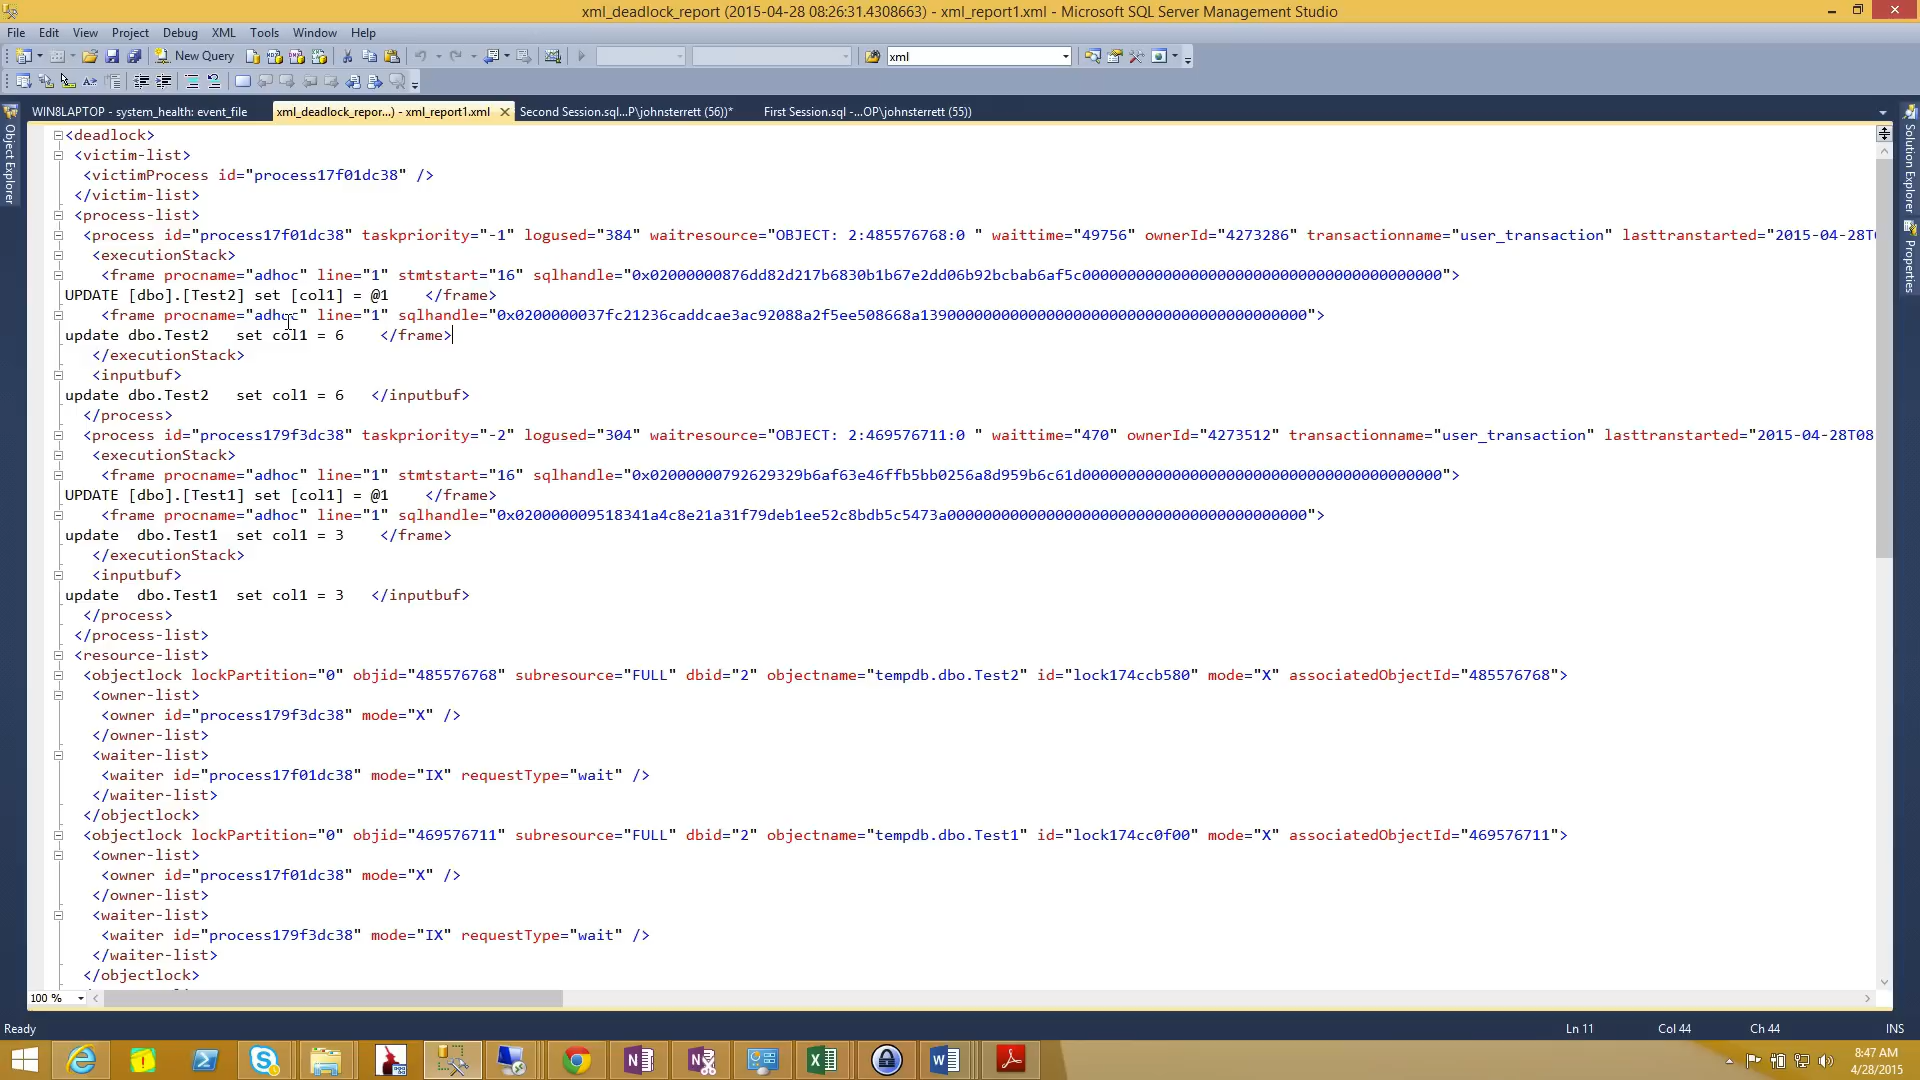 xml_deadlock_report (2015-04-28 08:26:31.4308663) - xml_report1.xml - Microsoft SQL Server Management Studio
File Edit View Project Debug XML Tools Window Help
New Query xml
WIN8LAPTOP - system_health: event_file xml_deadlock_repor...) - xml_report1.xml Second Session.sql...P\johnsterrett (56))* First Session.sql -...OP\johnsterrett (55))
Object Explorer
Solution Explorer
Properties
<deadlock>
<victim-list>
<victimProcess id="process17f01dc38" />
</victim-list>
<process-list>
<process id="process17f01dc38" taskpriority="-1" logused="384" waitresource="OBJECT: 2:485576768:0 " waittime="49756" ownerId="4273286" transactionname="user_transaction" lasttranstarted="2015-04-28T
<executionStack>
<frame procname="adhoc" line="1" stmtstart="16" sqlhandle="0x02000000876dd82d217b6830b1b67e2dd06b92bcbab6af5c0000000000000000000000000000000000000000">
UPDATE [dbo].[Test2] set [col1] = @1 </frame>
<frame procname="adhoc" line="1" sqlhandle="0x0200000037fc21236caddcae3ac92088a2f5ee508668a1390000000000000000000000000000000000000000">
update dbo.Test2 set col1 = 6 </frame>
</executionStack>
<inputbuf>
update dbo.Test2 set col1 = 6 </inputbuf>
</process>
<process id="process179f3dc38" taskpriority="-2" logused="304" waitresource="OBJECT: 2:469576711:0 " waittime="470" ownerId="4273512" transactionname="user_transaction" lasttranstarted="2015-04-28T08
<executionStack>
<frame procname="adhoc" line="1" stmtstart="16" sqlhandle="0x02000000792629329b6af63e46ffb5bb0256a8d959b6c61d0000000000000000000000000000000000000000">
UPDATE [dbo].[Test1] set [col1] = @1 </frame>
<frame procname="adhoc" line="1" sqlhandle="0x020000009518341a4c8e21a31f79deb1ee52c8bdb5c5473a0000000000000000000000000000000000000000">
update dbo.Test1 set col1 = 3 </frame>
</executionStack>
<inputbuf>
update dbo.Test1 set col1 = 3 </inputbuf>
</process>
</process-list>
<resource-list>
<objectlock lockPartition="0" objid="485576768" subresource="FULL" dbid="2" objectname="tempdb.dbo.Test2" id="lock174ccb580" mode="X" associatedObjectId="485576768">
<owner-list>
<owner id="process179f3dc38" mode="X" />
</owner-list>
<waiter-list>
<waiter id="process17f01dc38" mode="IX" requestType="wait" />
</waiter-list>
</objectlock>
<objectlock lockPartition="0" objid="469576711" subresource="FULL" dbid="2" objectname="tempdb.dbo.Test1" id="lock174cc0f00" mode="X" associatedObjectId="469576711">
<owner-list>
<owner id="process17f01dc38" mode="X" />
</owner-list>
<waiter-list>
<waiter id="process179f3dc38" mode="IX" requestType="wait" />
</waiter-list>
</objectlock>
100 %
Ready Ln 11 Col 44 Ch 44 INS
8:47 AM
4/28/2015